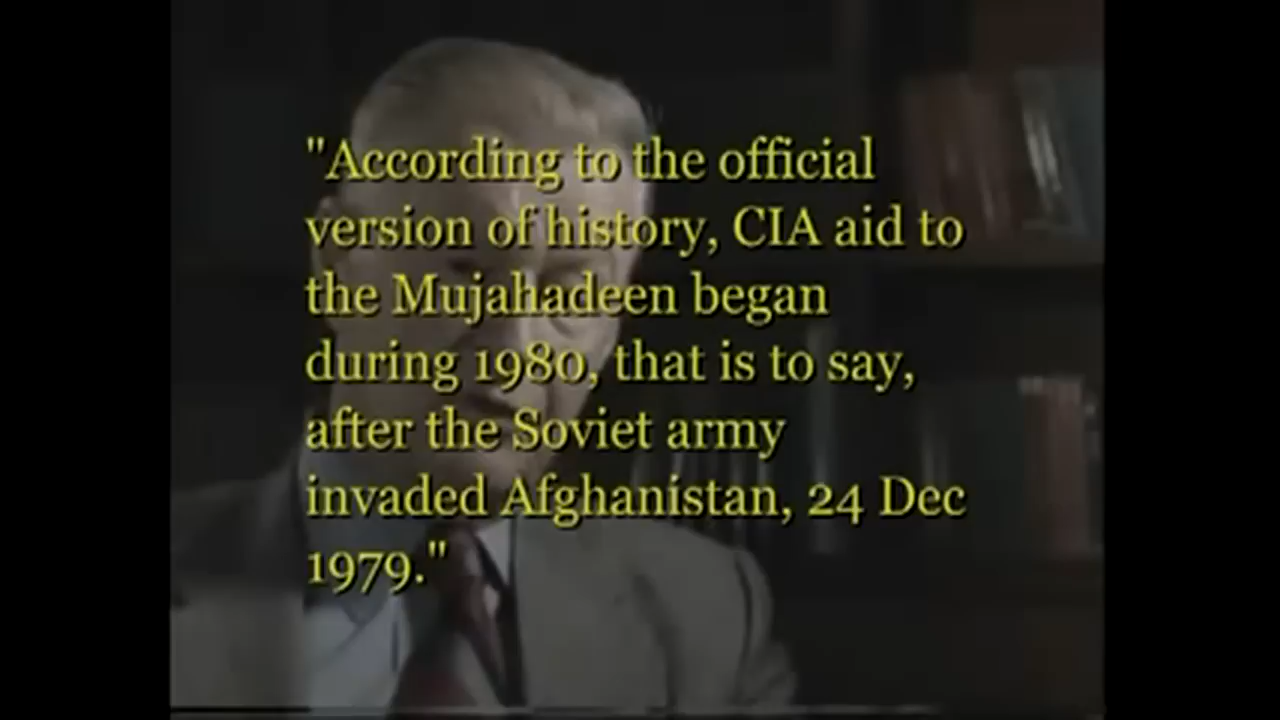 "According to the official
version of history, CIA aid to
the Mujahadeen began
during 1980, that is to say,
after the Soviet army
invaded Afghanistan, 24 Dec
1979."